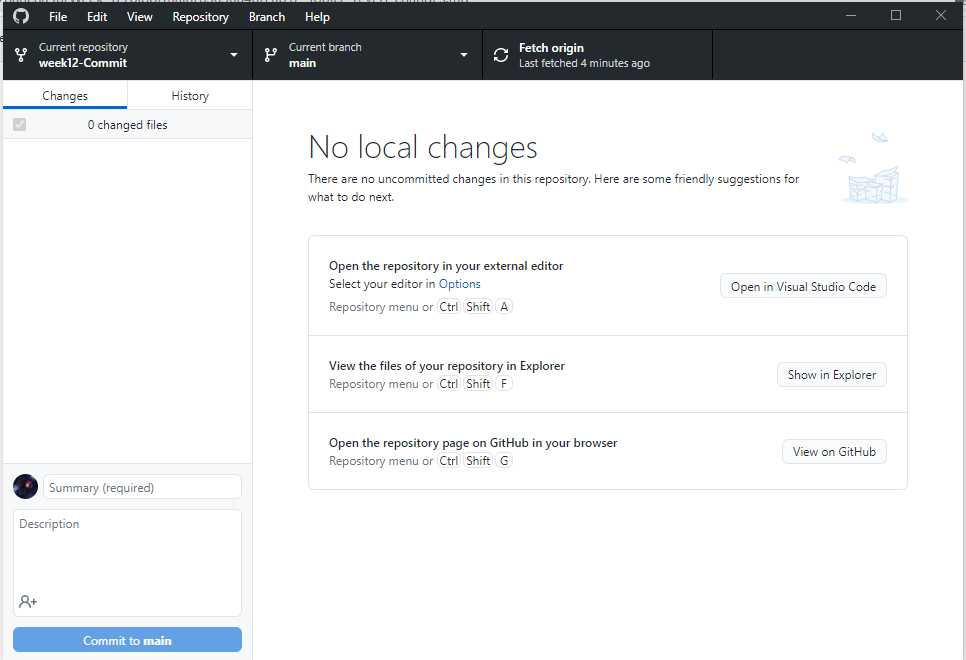 File Edit View Repository Branch Help
Current repository
week12-Commit
Current branch
main
Fetch origin
Last fetched 4 minutes ago
Changes History
0 changed files
No local changes
There are no uncommitted changes in this repository. Here are some friendly suggestions for
what to do next.
Open the repository in your external editor
Select your editor in Options
Repository menu or Ctrl Shift A
Open in Visual Studio Code
View the files of your repository in Explorer
Repository menu or Ctrl Shift F
Show in Explorer
Open the repository page on GitHub in your browser
Repository menu or Ctrl Shift G
View on GitHub
Summary (required)
Description
Commit to main